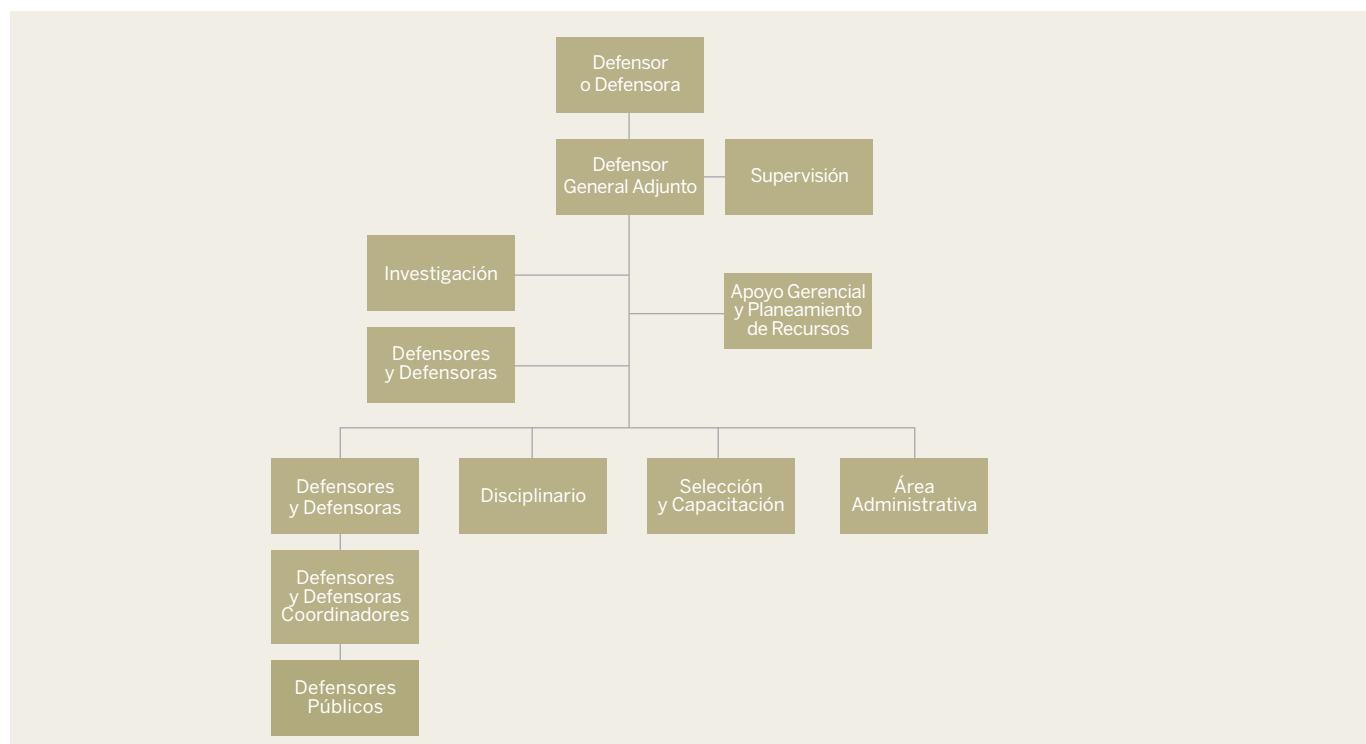 Defensor
o Defensora
Defensor
General Adjunto
Supervisión
Investigación
Apoyo Gerencial
y Planeamiento
de Recursos
Defensores
y Defensoras
Defensores
y Defensoras
Disciplinario
Selección
y Capacitación
Área
Administrativa
Defensores
y Defensoras
Coordinadores
Defensores
Públicos